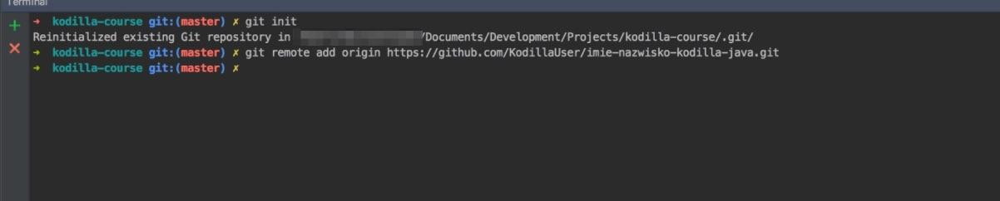 Terminal
➜ kodilla-course git:(master) ✗ git init
Reinitialized existing Git repository in /Documents/Development/Projects/kodilla-course/.git/
➜ kodilla-course git:(master) ✗ git remote add origin https://github.com/KodillaUser/imie-nazwisko-kodilla-java.git
➜ kodilla-course git:(master) ✗